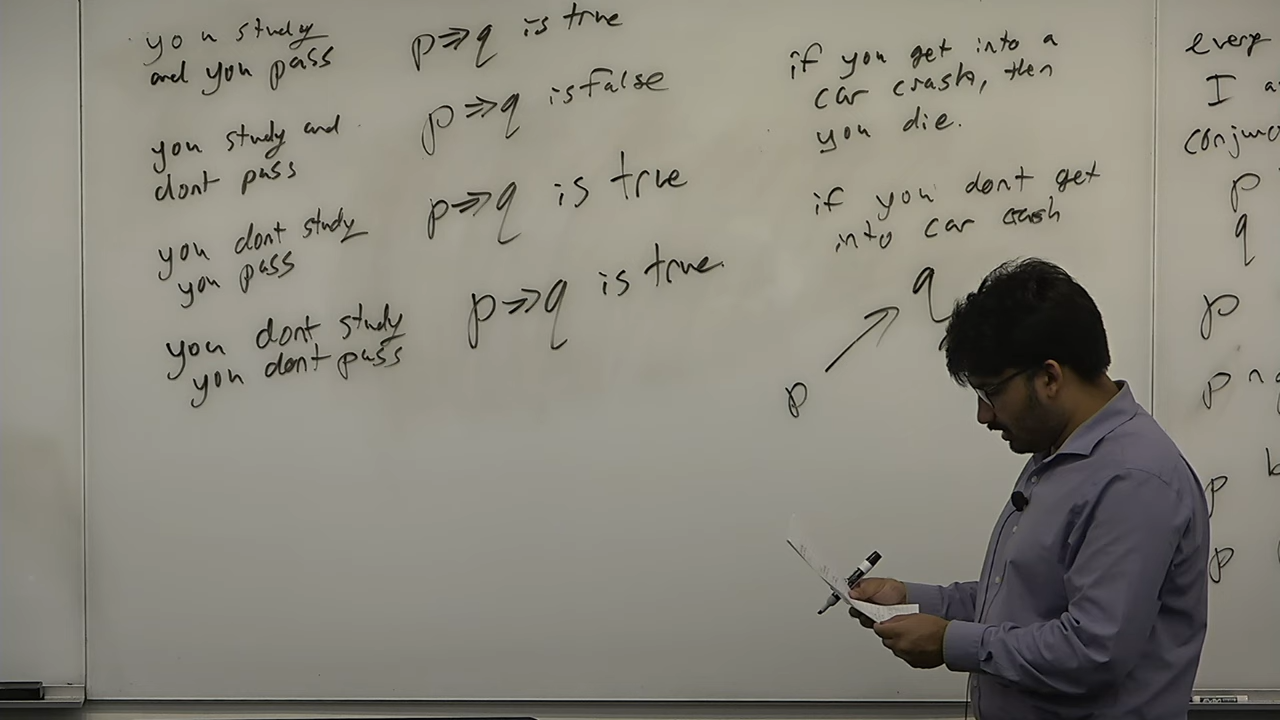 you study
and you pass
p⇒q is true
you study and
dont pass
p⇒q is false
you dont study
you pass
p⇒q is true
you dont study
you dont pass
p⇒q is true.
if you get into a
car crash, then
you die.
if you dont get
into car crash
q
p
every
I
p
q
p
p
p
p